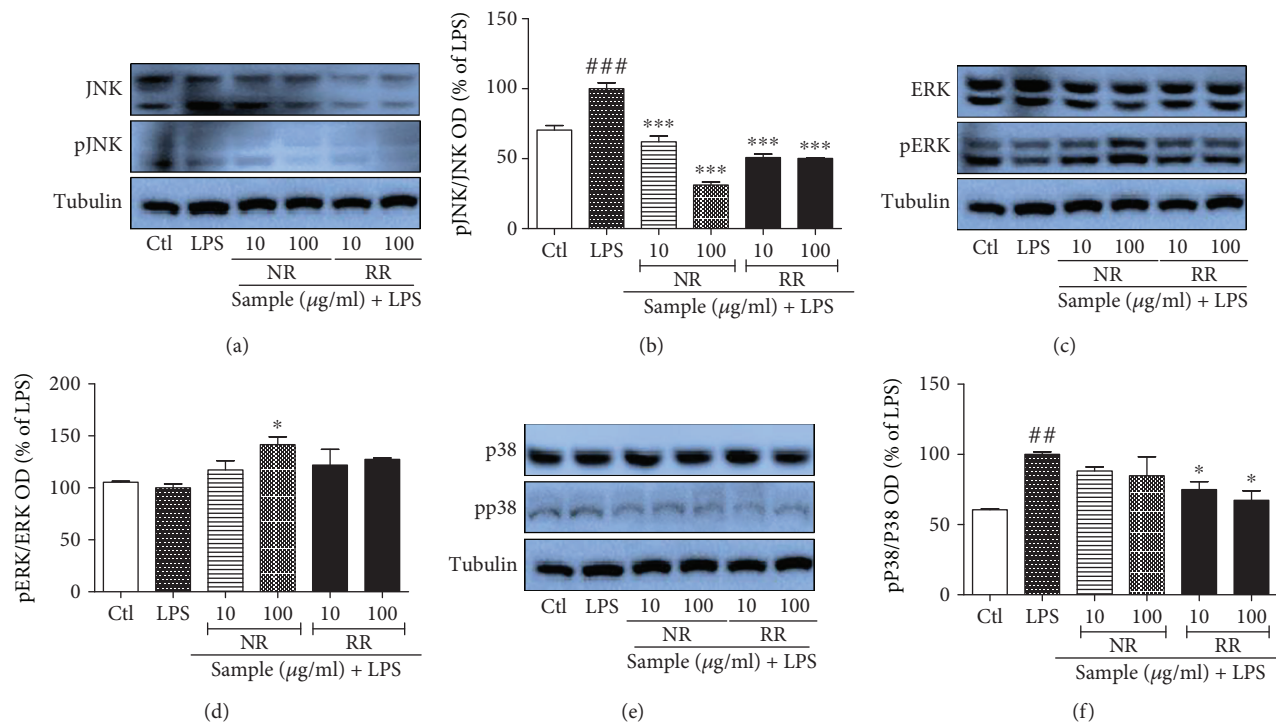 JNK
pJNK
Tubulin
Ctl LPS 10 100 10 100
NR RR
Sample (μg/ml) + LPS
(a)
pJNK/JNK OD (% of LPS)
150
100
50
0
###
***
***
***
***
Ctl LPS 10 100 10 100
NR RR
Sample (μg/ml) + LPS
(b)
ERK
pERK
Tubulin
Ctl LPS 10 100 10 100
NR RR
Sample (μg/ml) + LPS
(c)
pERK/ERK OD (% of LPS)
200
150
100
50
0
*
Ctl LPS 10 100 10 100
NR RR
Sample (μg/ml) + LPS
(d)
p38
pp38
Tubulin
Ctl LPS 10 100 10 100
NR RR
Sample (μg/ml) + LPS
(e)
pP38/P38 OD (% of LPS)
150
100
50
0
##
*
*
Ctl LPS 10 100 10 100
NR RR
Sample (μg/ml) + LPS
(f)